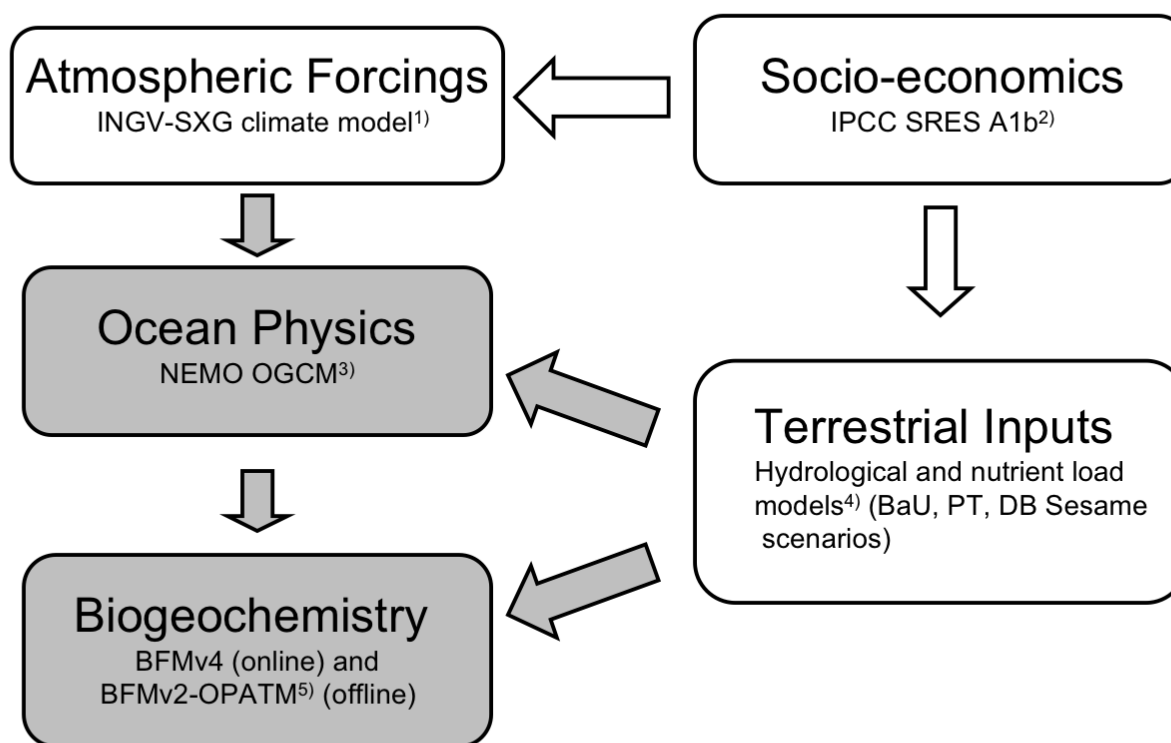 Atmospheric Forcings
INGV-SXG climate model1)
Socio-economics
IPCC SRES A1b2)
Ocean Physics
NEMO OGCM3)
Terrestrial Inputs
Hydrological and nutrient load
models4) (BaU, PT, DB Sesame
scenarios)
Biogeochemistry
BFMv4 (online) and
BFMv2-OPATM5) (offline)